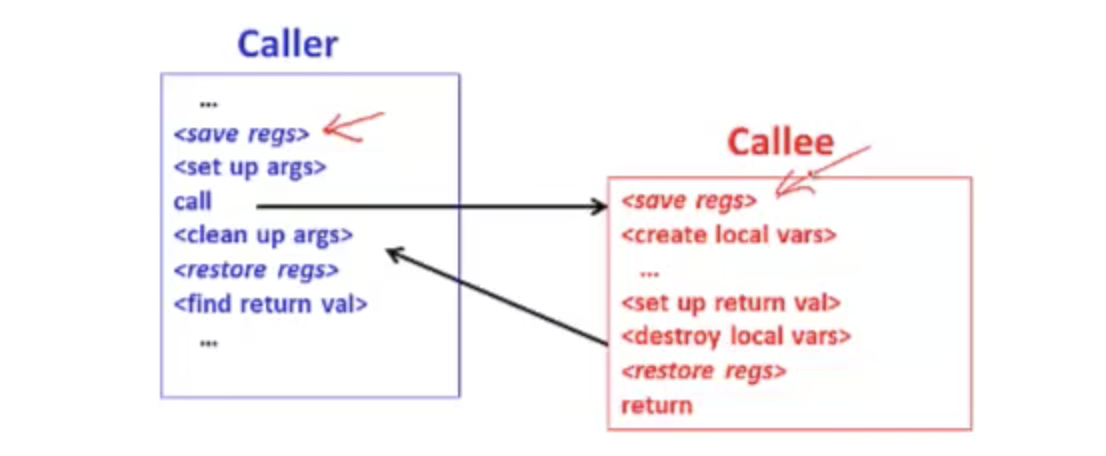 Caller
...
<save regs>
<set up args>
call
<clean up args>
<restore regs>
<find return val>
...
Callee
<save regs>
<create local vars>
...
<set up return val>
<destroy local vars>
<restore regs>
return